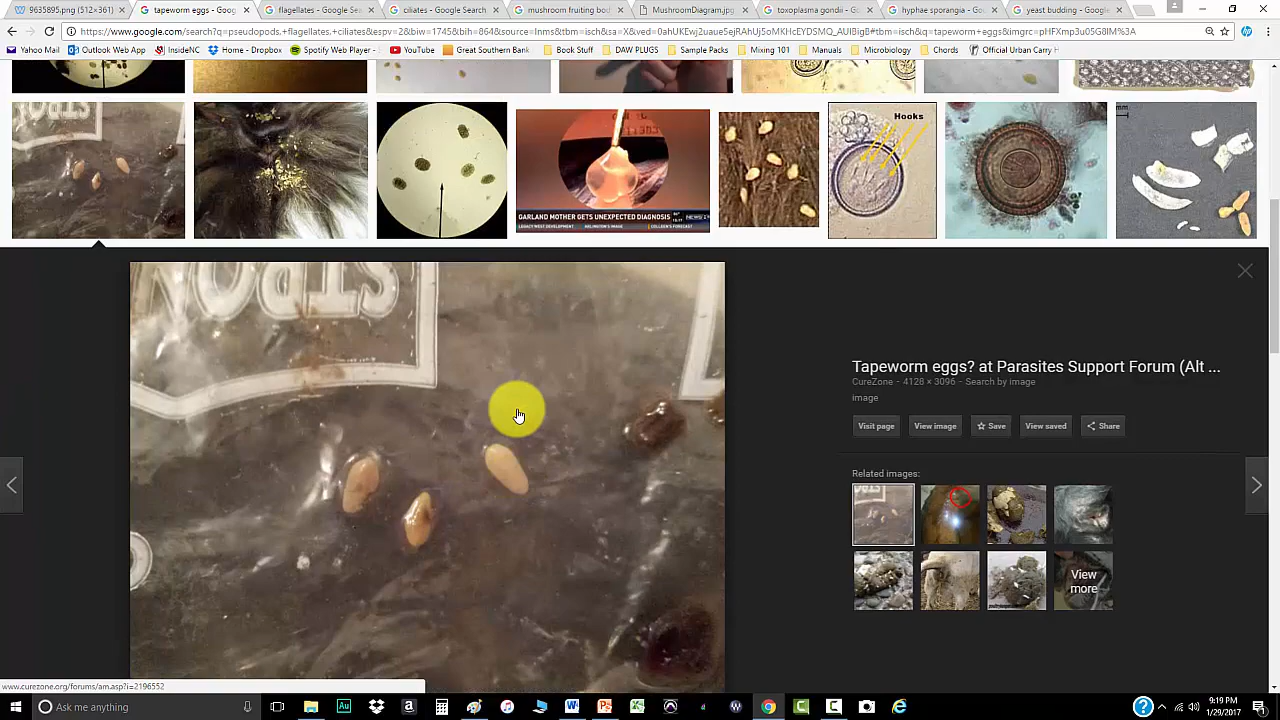 9635895.png (512×361)
tapeworm eggs - Google S
flagellates - Google Sea
ciliates - Google Search
mushroom fruiting body
MushroomDiagram.jpg
toxoplasma gondii - Goo
hyphae sporangia - Goo
yeast budding - Google
https://www.google.com/search?q=pseudopods,+flagellates,+ciliates&espv=2&biw=1745&bih=864&source=lnms&tbm=isch&sa=X&ved=0ahUKEwj2uaue5ejRAhUj5oMKHcEYDSMQ_AUIBigB#tbm=isch&q=tapeworm+eggs&imgrc=pHFXmp3u05G8IM%3A
Yahoo Mail
Outlook Web App
InsideNC
Dropbox
Spotify Web Player -
YouTube
Great Southern Bank
Book Stuff
DAW PLUGS
Sample Packs
Mixing 101
Manuals
Microbiology
Chords
Official Urban Carry H
Hooks
GARLAND MOTHER GETS UNEXPECTED DIAGNOSIS
Tapeworm eggs? at Parasites Support Forum (Alt ...
CureZone - 4128 × 3096 - Search by image
image
Visit page
View image
Save
View saved
Share
Related images:
View more
www.curezone.org/forums/am.asp?i=2196552
Ask me anything
9:19 PM
1/29/2017